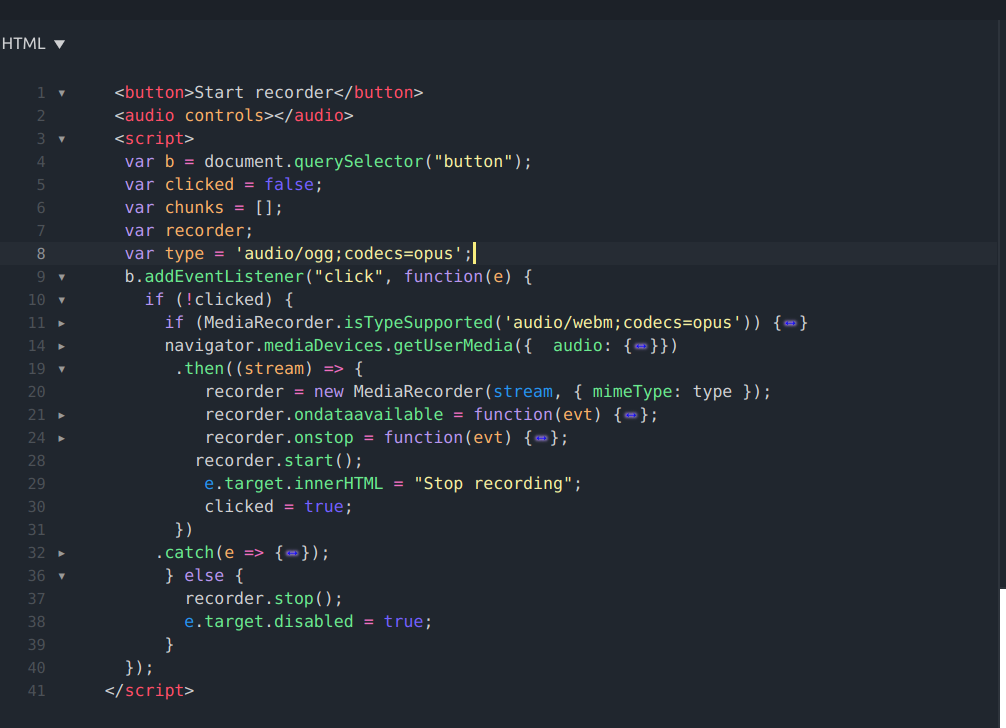 HTML ▼
1 ▾ <button>Start recorder</button>
2 <audio controls></audio>
3 ▾ <script>
4 var b = document.querySelector("button");
5 var clicked = false;
6 var chunks = [];
7 var recorder;
8 var type = 'audio/ogg;codecs=opus';
9 ▾ b.addEventListener("click", function(e) {
10 ▾ if (!clicked) {
11 ▸ if (MediaRecorder.isTypeSupported('audio/webm;codecs=opus')) {↔}
14 ▸ navigator.mediaDevices.getUserMedia({  audio: {↔}})
19 ▾ .then((stream) => {
20 recorder = new MediaRecorder(stream, { mimeType: type });
21 ▸ recorder.ondataavailable = function(evt) {↔};
24 ▸ recorder.onstop = function(evt) {↔};
28 recorder.start();
29 e.target.innerHTML = "Stop recording";
30 clicked = true;
31 })
32 ▸ .catch(e => {↔});
36 ▾ } else {
37 recorder.stop();
38 e.target.disabled = true;
39 }
40 });
41 </script>